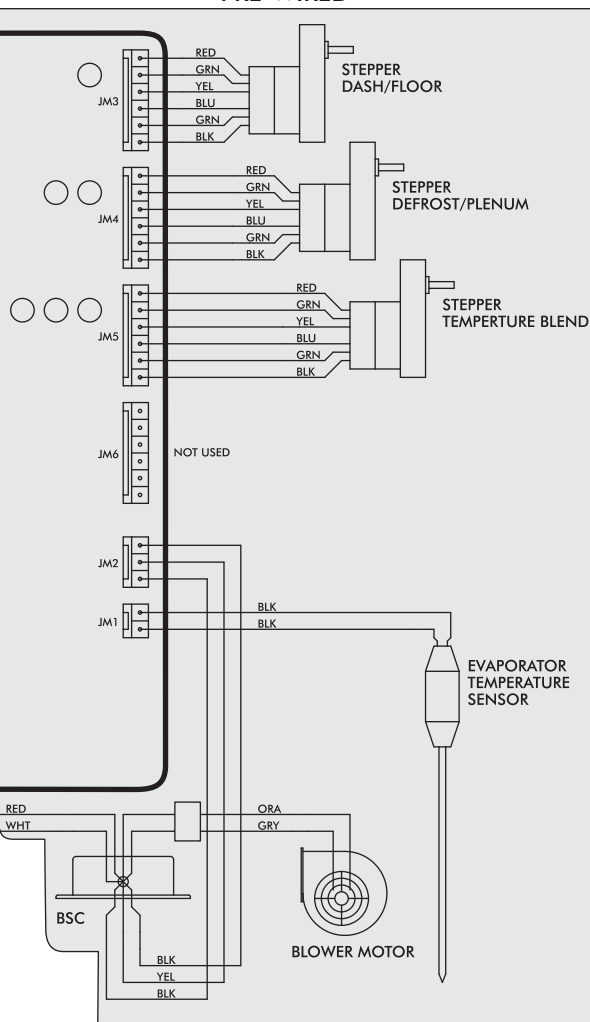 RED
GRN
YEL
BLU
GRN
BLK
JM3
STEPPER
DASH/FLOOR
RED
GRN
YEL
BLU
GRN
BLK
JM4
STEPPER
DEFROST/PLENUM
RED
GRN
YEL
BLU
GRN
BLK
JM5
STEPPER
TEMPERTURE BLEND
JM6
NOT USED
JM2
JM1
BLK
BLK
EVAPORATOR
TEMPERATURE
SENSOR
RED
WHT
ORA
GRY
BSC
BLOWER MOTOR
BLK
YEL
BLK